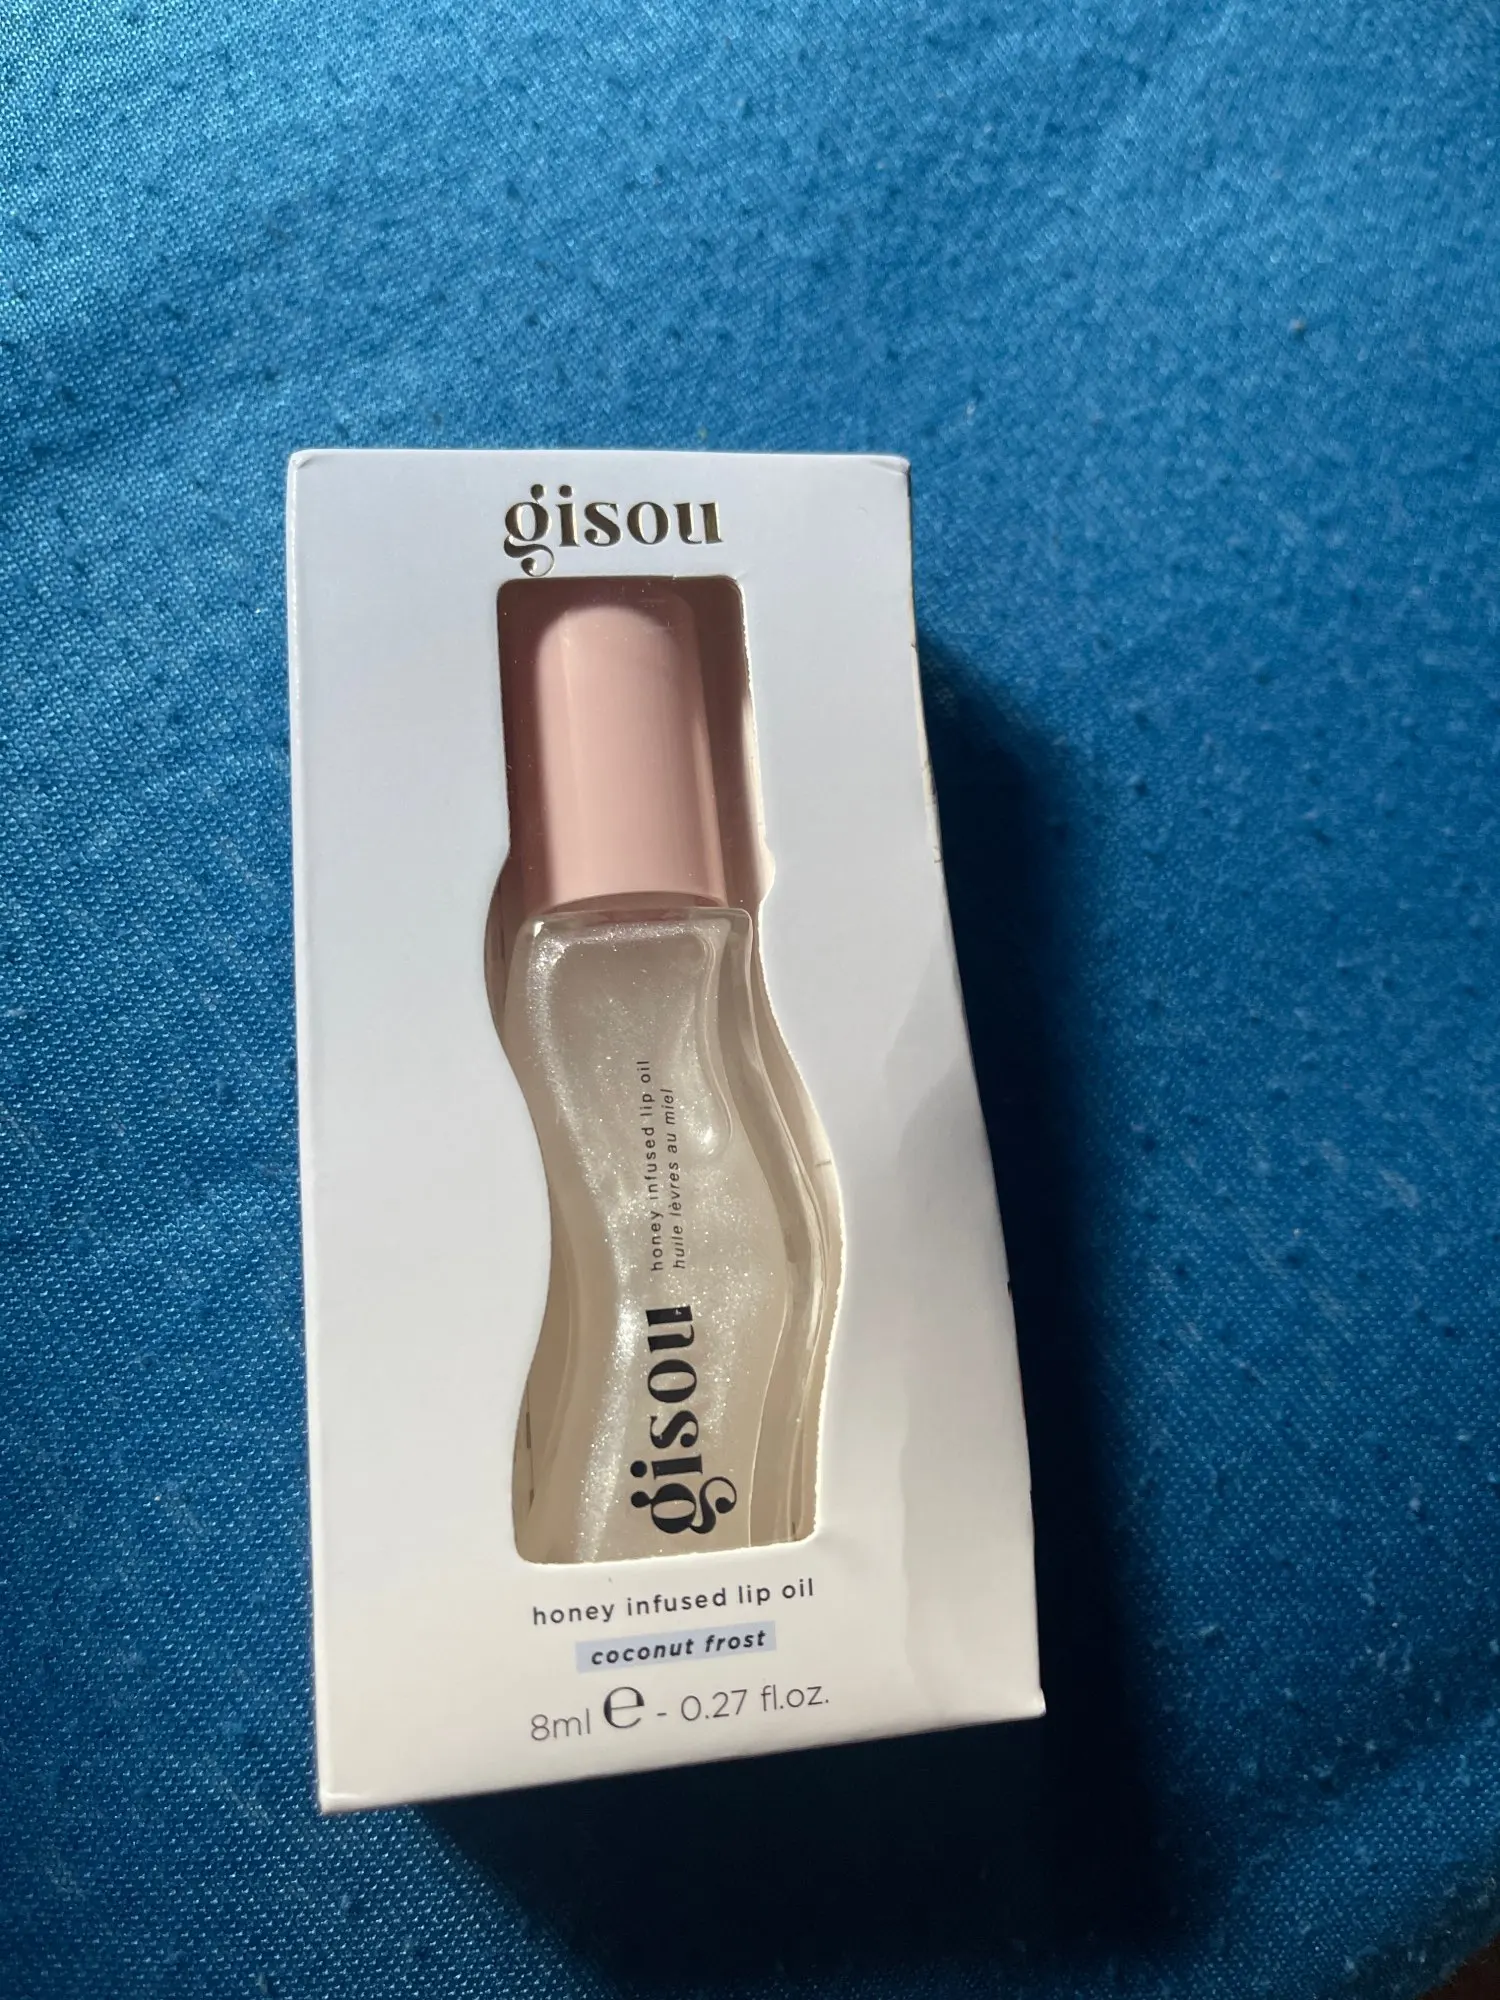 gisou
honey infused lip oil
huile lèvres au miel
gisou
honey infused lip oil
coconut frost
8ml ℮ - 0.27 fl.oz.